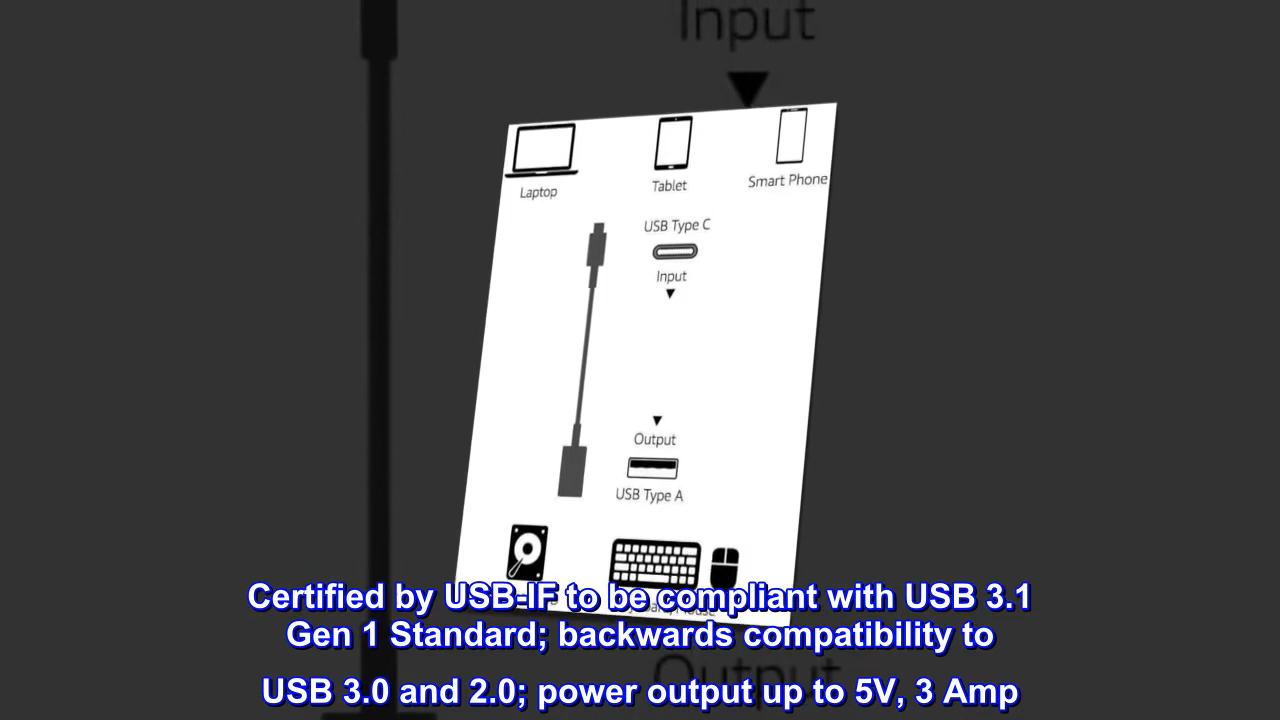 Input
Laptop
Tablet
Smart Phone
USB Type C
Input
Output
USB Type A
Certified by USB-IF to be compliant with USB 3.1
Gen 1 Standard; backwards compatibility to
USB 3.0 and 2.0; power output up to 5V, 3 Amp
Output